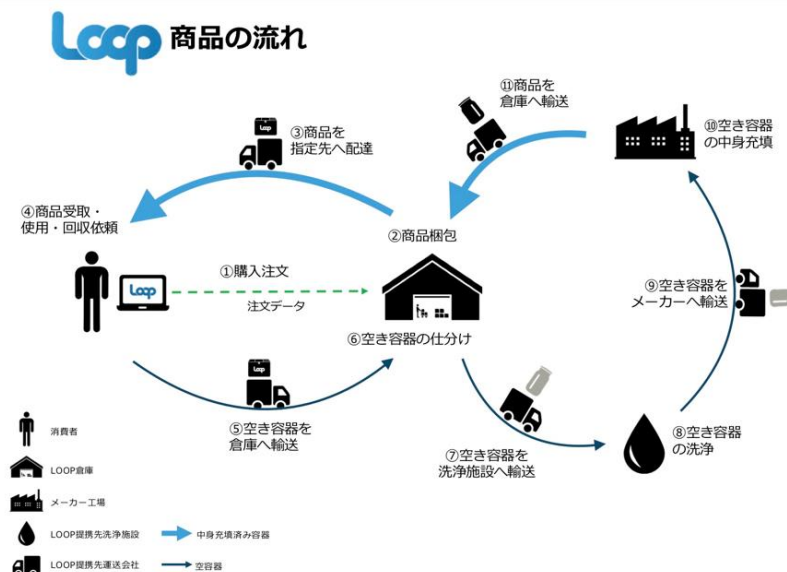 Loop 商品の流れ
⑪商品を
倉庫へ輸送
Loop
③商品を
指定先へ配達
⑩空き容器
の中身充填
④商品受取・
使用・回収依頼
②商品梱包
①購入注文
Loop
注文データ
⑨空き容器を
メーカーへ輸送
⑥空き容器の仕分け
Loop
⑤空き容器を
倉庫へ輸送
⑦空き容器を
洗浄施設へ輸送
⑧空き容器
の洗浄
消費者
LOOP倉庫
メーカー工場
LOOP提携先洗浄施設
中身充填済み容器
LOOP提携先運送会社
空容器